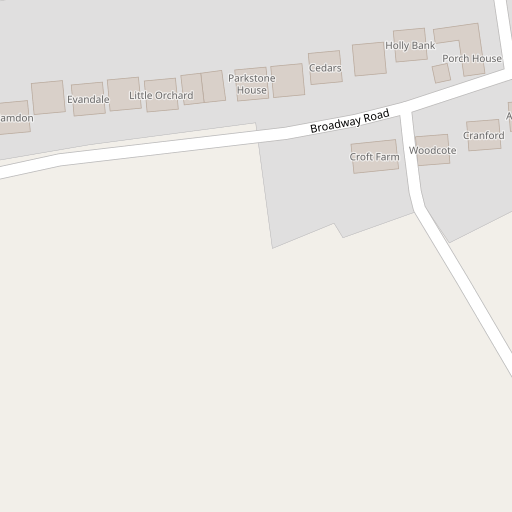 Holly Bank
Porch House
Cedars
Parkstone
House
Little Orchard
Evandale
amdon
Broadway Road
Cranford
Woodcote
Croft Farm